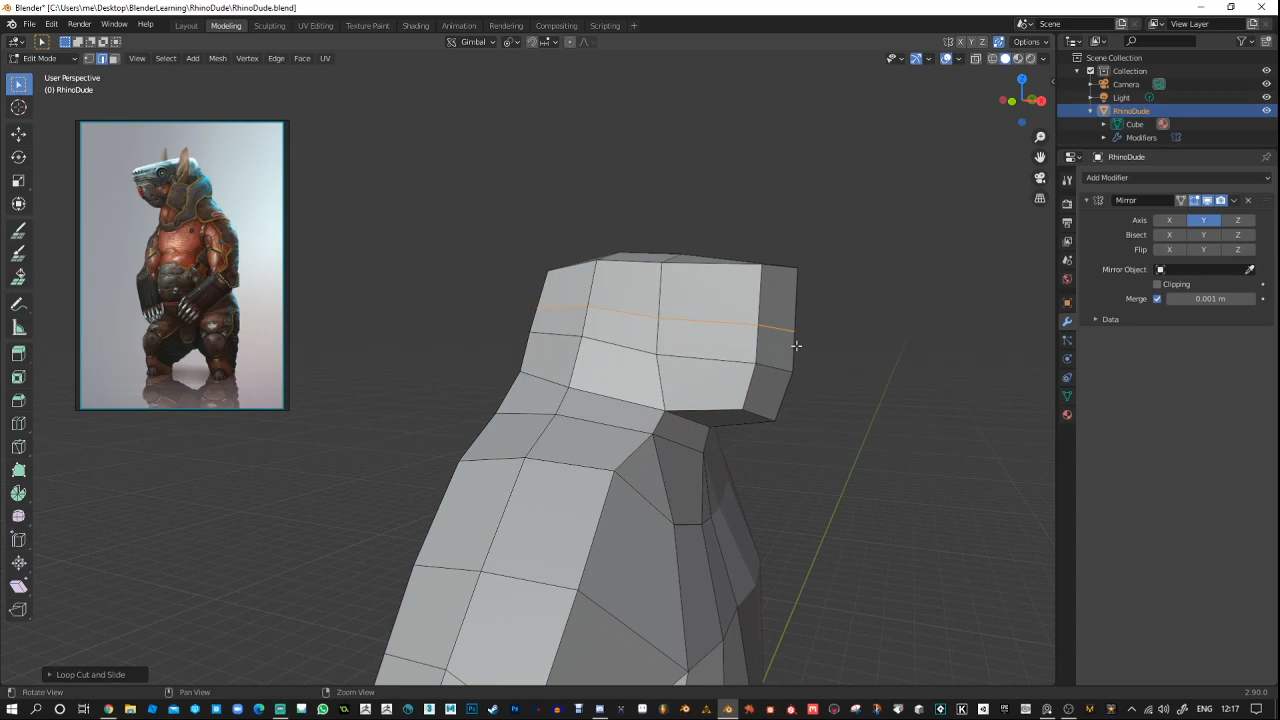 Blender* [C:\Users\me\Desktop\BlenderLearning\RhinoDude\RhinoDude.blend]
File Edit Render Window Help Layout Modeling Sculpting UV Editing Texture Paint Shading Animation Rendering Compositing Scripting + Scene View Layer
Gimbal X Y Z Options
Edit Mode View Select Add Mesh Vertex Edge Face UV
User Perspective
(0) RhinoDude
Scene Collection
Collection
Camera
Light
RhinoDude
Cube
Modifiers
RhinoDude
Add Modifier
Mirror
Axis X Y Z
Bisect X Y Z
Flip X Y Z
Mirror Object
Clipping
Merge 0.001 m
Data
Z
X
Loop Cut and Slide
Rotate View Pan View Zoom View 2.90.0
ENG 12:17